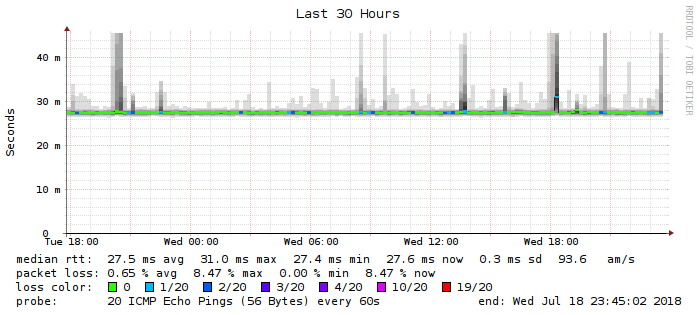 Last 30 Hours
RRDTOOL / TOBI OETIKER
Seconds
40 m
30 m
20 m
10 m
0
Tue 18:00 Wed 00:00 Wed 06:00 Wed 12:00 Wed 18:00
median rtt: 27.5 ms avg 31.0 ms max 27.4 ms min 27.6 ms now 0.3 ms sd 93.6 am/s
packet loss: 0.65 % avg 8.47 % max 0.00 % min 8.47 % now
loss color: 0 1/20 2/20 3/20 4/20 10/20 19/20
probe: 20 ICMP Echo Pings (56 Bytes) every 60s end: Wed Jul 18 23:45:02 2018